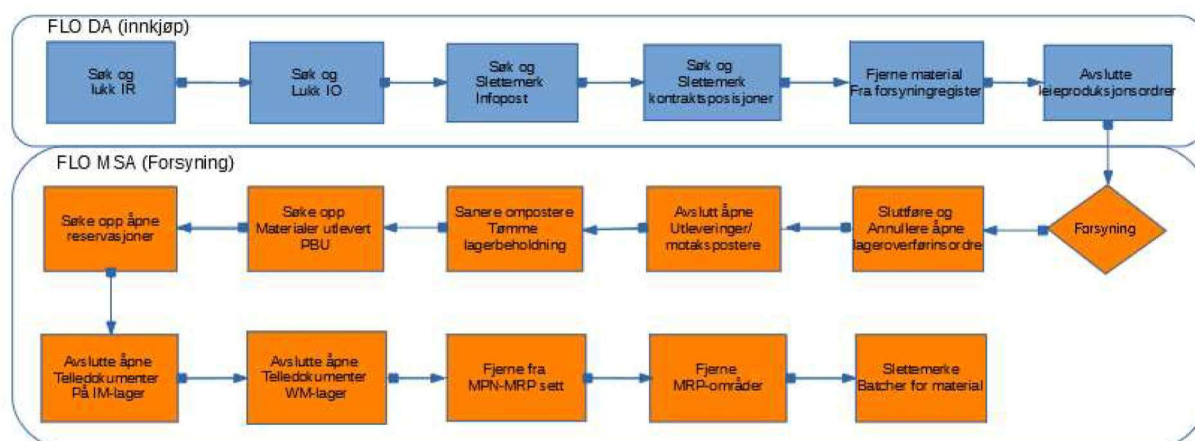 FLO DA (innkjøp)
Søk og
lukk IR
Søk og
Lukk IO
Søk og
Slettemerk
Infopost
Søk og
Slettemerk
kontraktsposisjoner
Fjerne material
Fra forsyningregister
Avslutte
leieproduksjonsordrer
FLO MSA (Forsyning)
Forsyning
Sluttføre og
Annullere åpne
lageroverførinsordre
Avslutt åpne
Utleveringer/
motakspostere
Sanere ompostere
Tømme
lagerbeholdning
Søke opp
Materialer utlevert
PBU
Søke opp åpne
reservasjoner
Avslutte åpne
Telledokumenter
På IM-lager
Avslutte åpne
Telledokumenter
WM-lager
Fjerne fra
MPN-MRP sett
Fjerne
MRP-områder
Slettemerke
Batcher for material